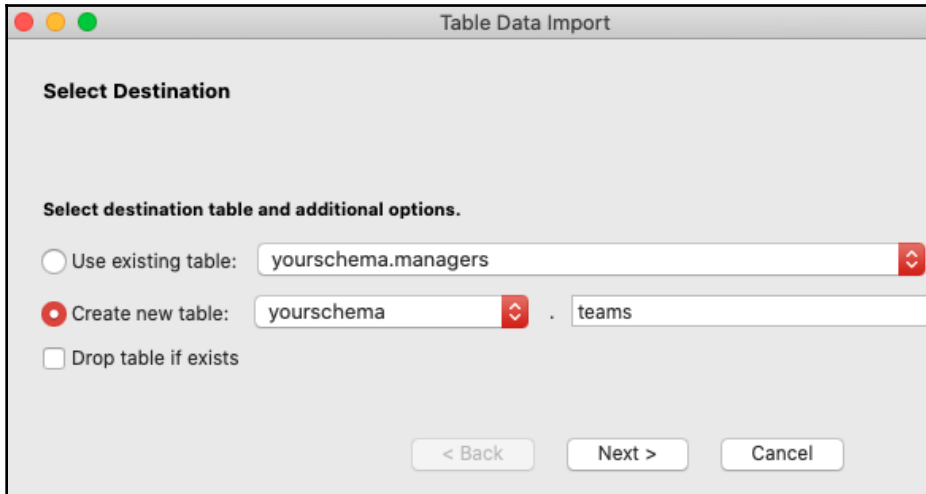 Table Data Import
Select Destination
Select destination table and additional options.
Use existing table: yourschema.managers
Create new table: yourschema . teams
Drop table if exists
< Back Next > Cancel